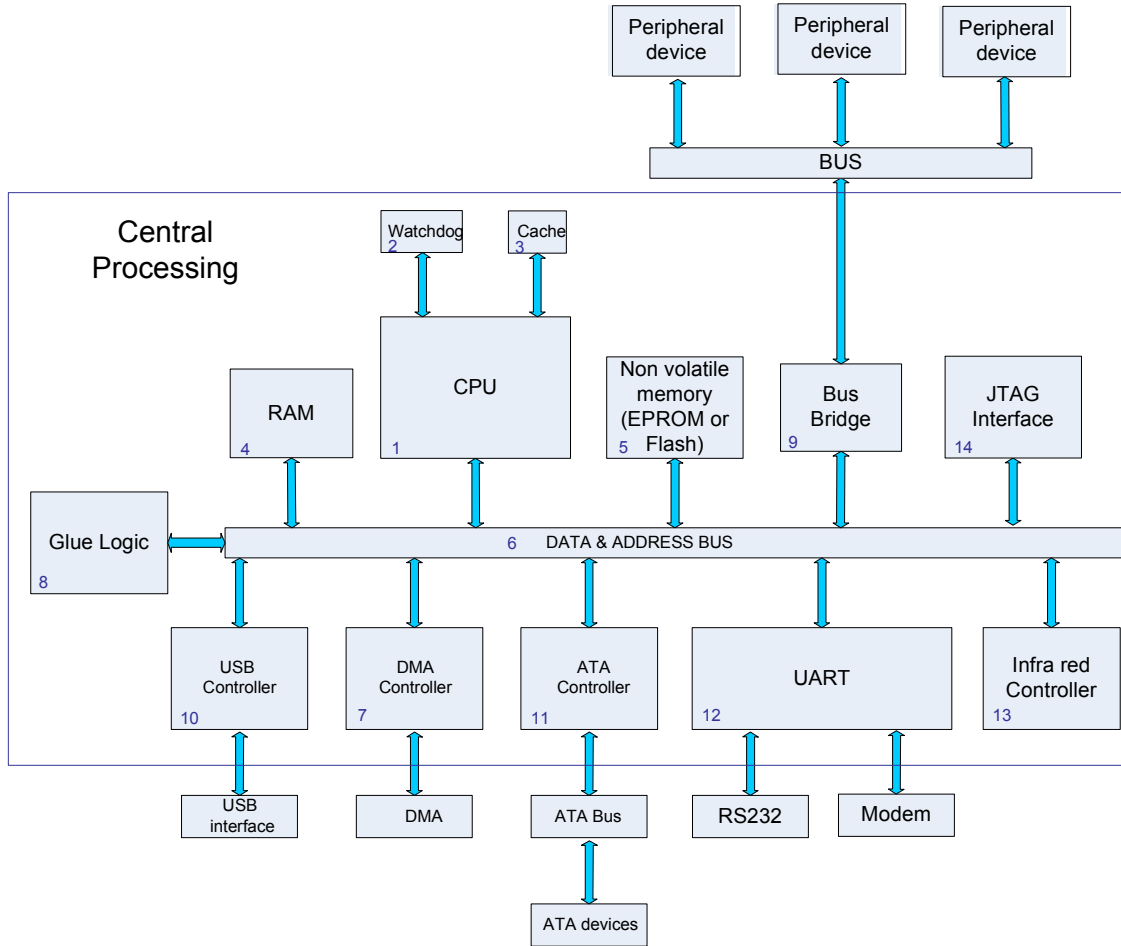 Peripheral
device
Peripheral
device
Peripheral
device
BUS
Central
Processing
Watchdog
2
Cache
3
CPU
1
RAM
4
Non volatile
memory
(EPROM or
Flash)
5
Bus
Bridge
9
JTAG
Interface
14
Glue Logic
8
6 DATA & ADDRESS BUS
USB
Controller
10
DMA
Controller
7
ATA
Controller
11
UART
12
Infra red
Controller
13
USB
interface
DMA
ATA Bus
RS232
Modem
ATA devices